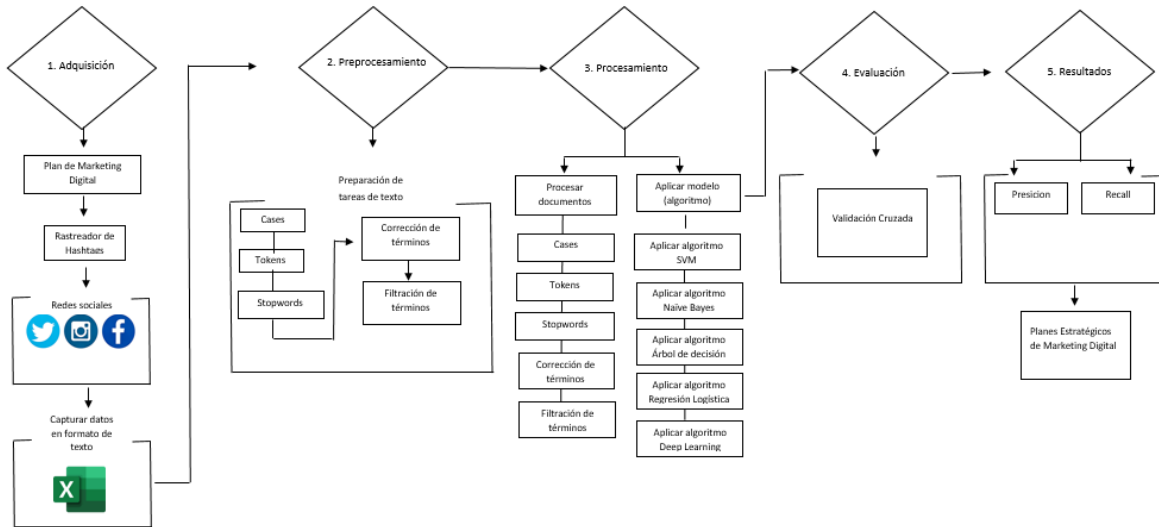 1. Adquisición
Plan de Marketing
Digital
Rastreador de
Hashtags
Redes sociales
Capturar datos
en formato de
texto
X
2. Preprocesamiento
Preparación de
tareas de texto
Cases
Tokens
Stopwords
Corrección de
términos
Filtración de
términos
3. Procesamiento
Procesar
documentos
Cases
Tokens
Stopwords
Corrección de
términos
Filtración de
términos
Aplicar modelo
(algoritmo)
Aplicar algoritmo
SVM
Aplicar algoritmo
Naïve Bayes
Aplicar algoritmo
Árbol de decisión
Aplicar algoritmo
Regresión Logística
Aplicar algoritmo
Deep Learning
4. Evaluación
Validación Cruzada
5. Resultados
Presicion
Recall
Planes Estratégicos
de Marketing Digital